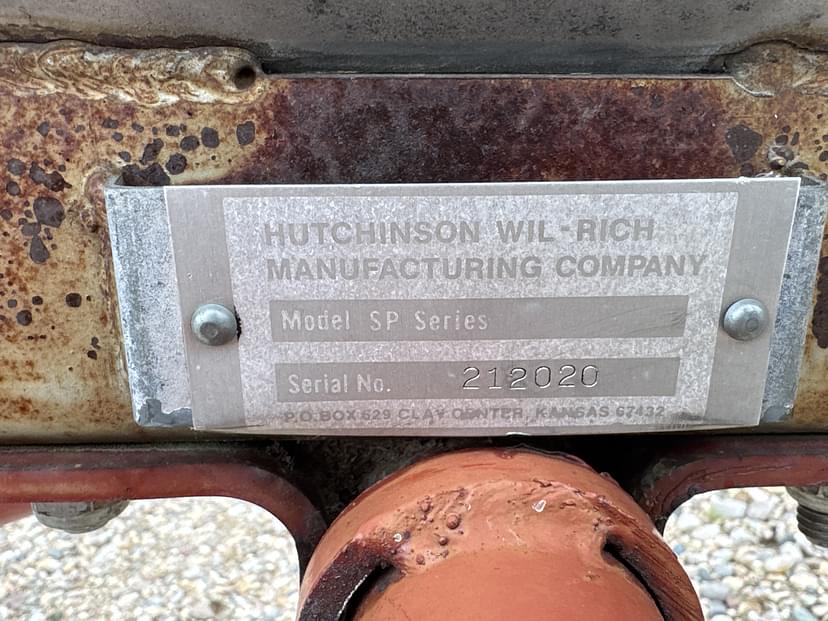 HUTCHINSON WIL-RICH
MANUFACTURING COMPANY
Model SP Series
Serial No. 212020
P.O. BOX 629 CLAY CENTER, KANSAS 67432